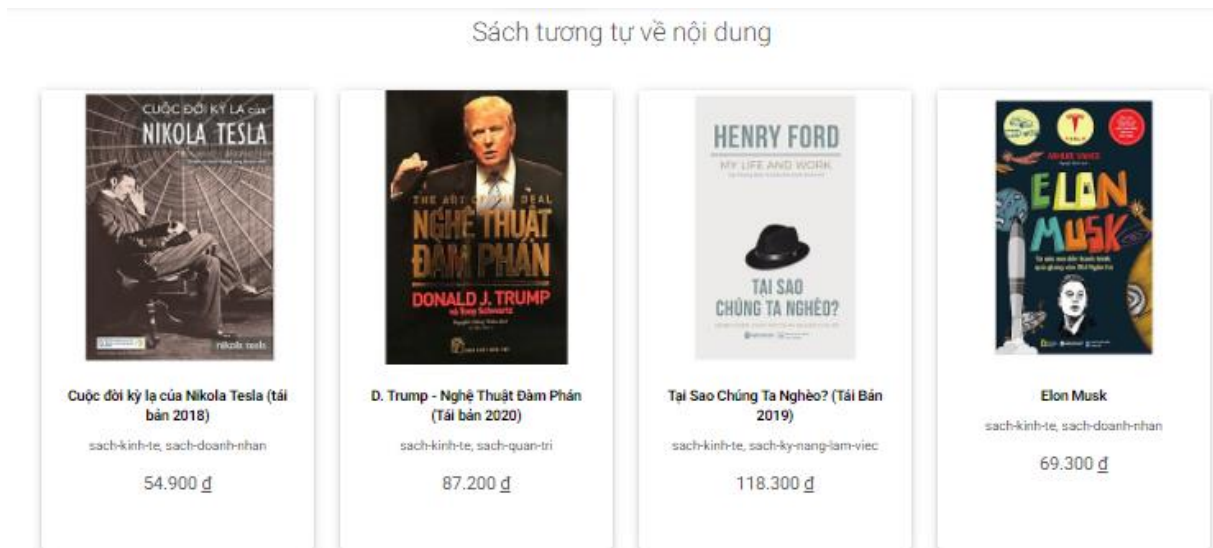 Sách tương tự về nội dung
CUỘC ĐỜI KỲ LẠ của
NIKOLA TESLA
nikola tesla
THE ART OF THE DEAL
NGHỆ THUẬT
ĐÀM PHÁN
DONALD J. TRUMP
và Tony Schwartz
HENRY FORD
MY LIFE AND WORK
TẠI SAO
CHÚNG TA NGHÈO?
TESLA
ASHLEE VANCE
ELON
MUSK
Cuộc đời kỳ lạ của Nikola Tesla (tái
bản 2018)
sach-kinh-te, sach-doanh-nhan
54.900 đ
D. Trump - Nghệ Thuật Đàm Phán
(Tái bản 2020)
sach-kinh-te, sach-quan-tri
87.200 đ
Tại Sao Chúng Ta Nghèo? (Tái Bản
2019)
sach-kinh-te, sach-ky-nang-lam-viec
118.300 đ
Elon Musk
sach-kinh-te, sach-doanh-nhan
69.300 đ